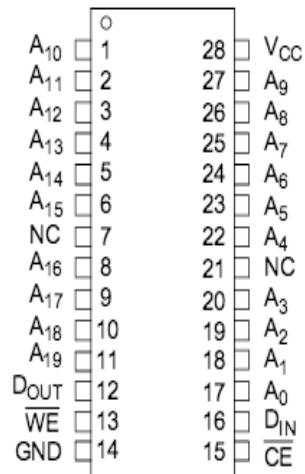 A10 1 28 VCC
A11 2 27 A9
A12 3 26 A8
A13 4 25 A7
A14 5 24 A6
A15 6 23 A5
NC 7 22 A4
A16 8 21 NC
A17 9 20 A3
A18 10 19 A2
A19 11 18 A1
DOUT 12 17 A0
W̅E̅ 13 16 DIN
GND 14 15 C̅E̅